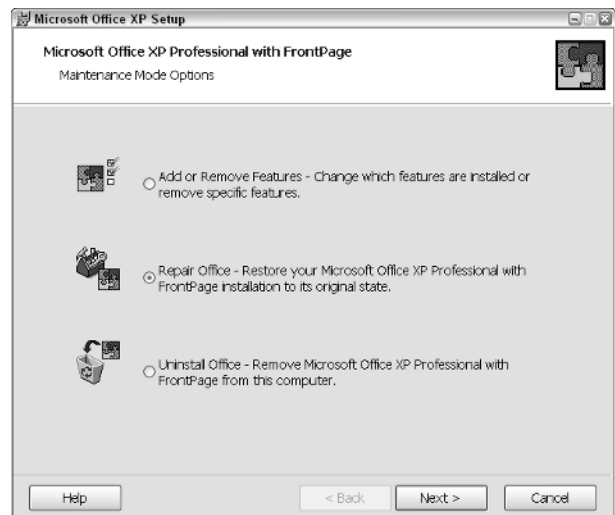 Microsoft Office XP Setup
Microsoft Office XP Professional with FrontPage
Maintenance Mode Options
Add or Remove Features - Change which features are installed or
remove specific features.
Repair Office - Restore your Microsoft Office XP Professional with
FrontPage installation to its original state.
Uninstall Office - Remove Microsoft Office XP Professional with
FrontPage from this computer.
Help
< Back
Next >
Cancel